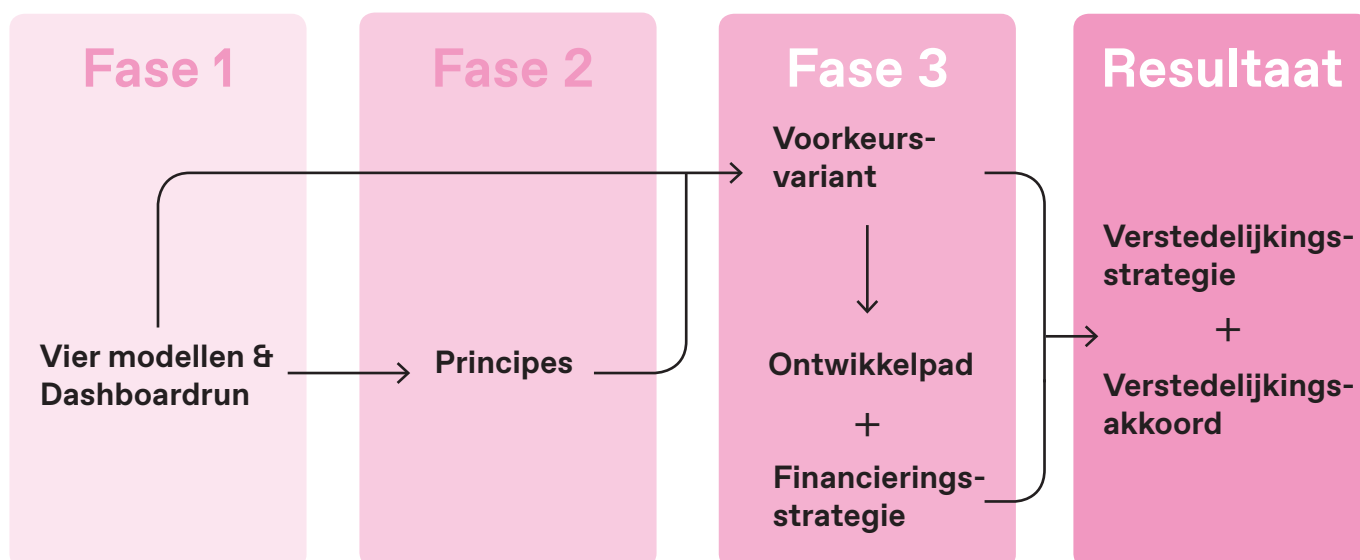 Fase 1
Vier modellen &
Dashboardrun
Fase 2
Principes
Fase 3
Voorkeurs-
variant
Ontwikkelpad
+
Financierings-
strategie
Resultaat
Verstedelijkings-
strategie
+
Verstedelijkings-
akkoord